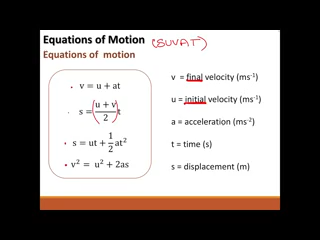 Equations of Motion (SUVAT)
Equations of motion
• v = u + at
• s = (u + v)/2 t
• s = ut + 1/2 at²
• v² = u² + 2as
v = final velocity (ms⁻¹)
u = initial velocity (ms⁻¹)
a = acceleration (ms⁻²)
t = time (s)
s = displacement (m)